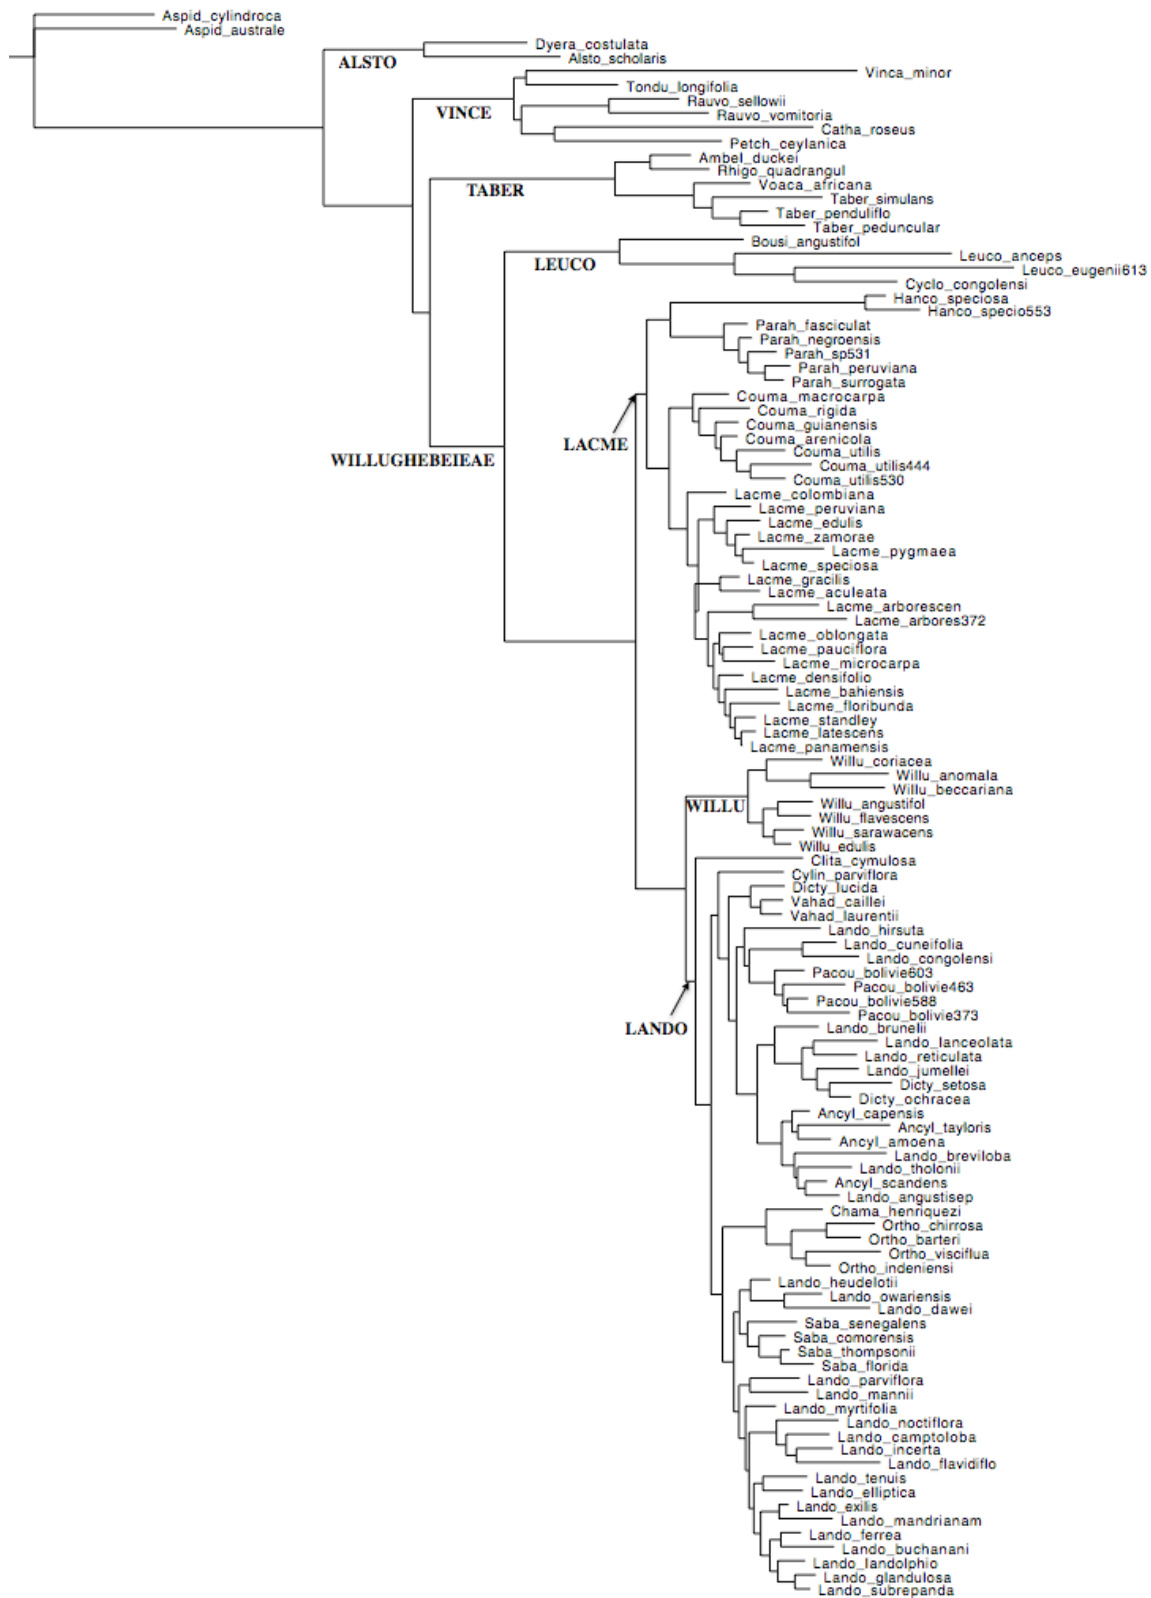 Aspid_cylindroca
Aspid_australe
Dyera_costulata
ALSTO
Alsto_scholaris
Vinca_minor
Tondu_longifolia
Rauvo_sellowii
VINCE
Rauvo_vomitoria
Catha_roseus
Petch_ceylanica
Ambel_duckei
Rhigo_quadrangul
Voaca_africana
TABER
Taber_simulans
Taber_penduliflo
Taber_peduncular
Bousi_angustifol
Leuco_anceps
LEUCO
Leuco_eugenii613
Cyclo_congolensi
Hanco_speciosa
Hanco_specio553
Parah_fasciculat
Parah_negroensis
Parah_sp531
Parah_peruviana
Parah_surrogata
Couma_macrocarpa
Couma_rigida
Couma_guianensis
Couma_arenicola
LACME
Couma_utilis
WILLUGHEBEIEAE
Couma_utilis444
Couma_utilis530
Lacme_colombiana
Lacme_peruviana
Lacme_edulis
Lacme_zamorae
Lacme_pygmaea
Lacme_speciosa
Lacme_gracilis
Lacme_aculeata
Lacme_arborescen
Lacme_arbores372
Lacme_oblongata
Lacme_pauciflora
Lacme_microcarpa
Lacme_densifolio
Lacme_bahiensis
Lacme_floribunda
Lacme_standley
Lacme_latescens
Lacme_panamensis
Willu_coriacea
Willu_anomala
Willu_beccariana
WILLU
Willu_angustifol
Willu_flavescens
Willu_sarawacens
Willu_edulis
Clita_cymulosa
Cylin_parviflora
Dicty_lucida
Vahad_caillei
Vahad_laurentii
Lando_hirsuta
Lando_cuneifolia
Lando_congolensi
Pacou_bolivie603
Pacou_bolivie463
Pacou_bolivie588
Pacou_bolivie373
LANDO
Lando_brunelii
Lando_lanceolata
Lando_reticulata
Lando_jumellei
Dicty_setosa
Dicty_ochracea
Ancyl_capensis
Ancyl_tayloris
Ancyl_amoena
Lando_breviloba
Lando_tholonii
Ancyl_scandens
Lando_angustisep
Chama_henriquezi
Ortho_chirrosa
Ortho_barteri
Ortho_visciflua
Ortho_indeniensi
Lando_heudelotii
Lando_owariensis
Lando_dawei
Saba_senegalens
Saba_comorensis
Saba_thompsonii
Saba_florida
Lando_parviflora
Lando_mannii
Lando_myrtifolia
Lando_noctiflora
Lando_camptoloba
Lando_incerta
Lando_flavidiflo
Lando_tenuis
Lando_elliptica
Lando_exilis
Lando_mandrianam
Lando_ferrea
Lando_buchanani
Lando_landolphio
Lando_glandulosa
Lando_subrepanda